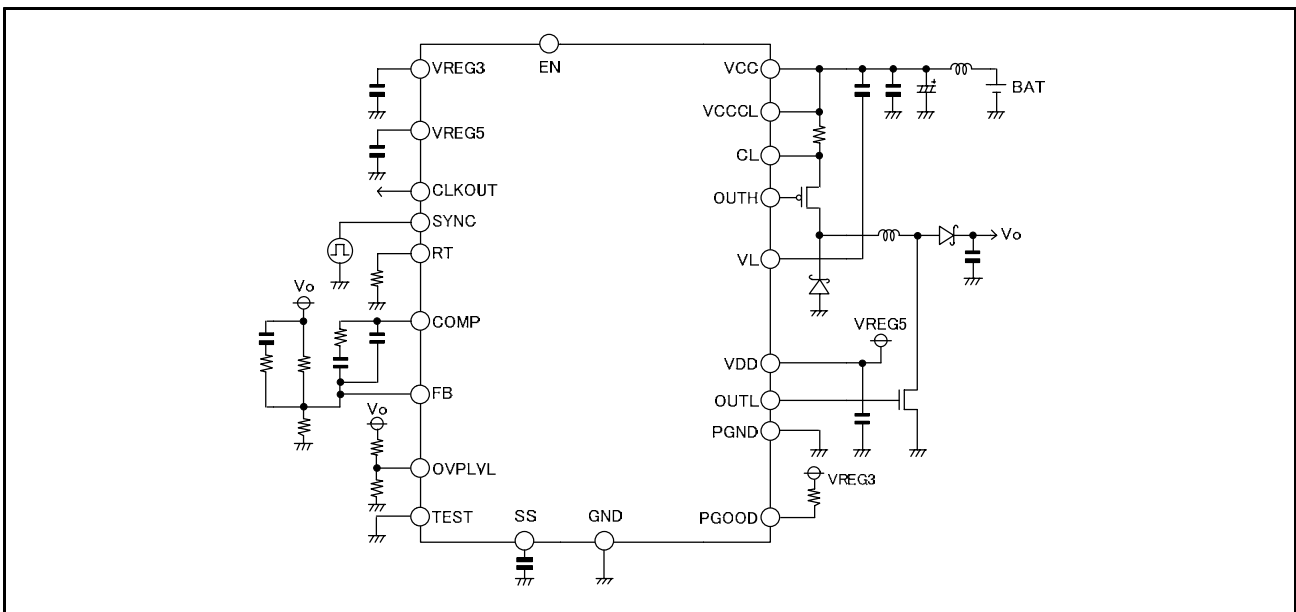 EN
VREG3
VREG5
CLKOUT
SYNC
RT
Vo
COMP
FB
Vo
OVPLVL
TEST
SS
GND
VCC
BAT
VCCCL
CL
OUTH
Vo
VL
VREG5
VDD
OUTL
PGND
VREG3
PGOOD